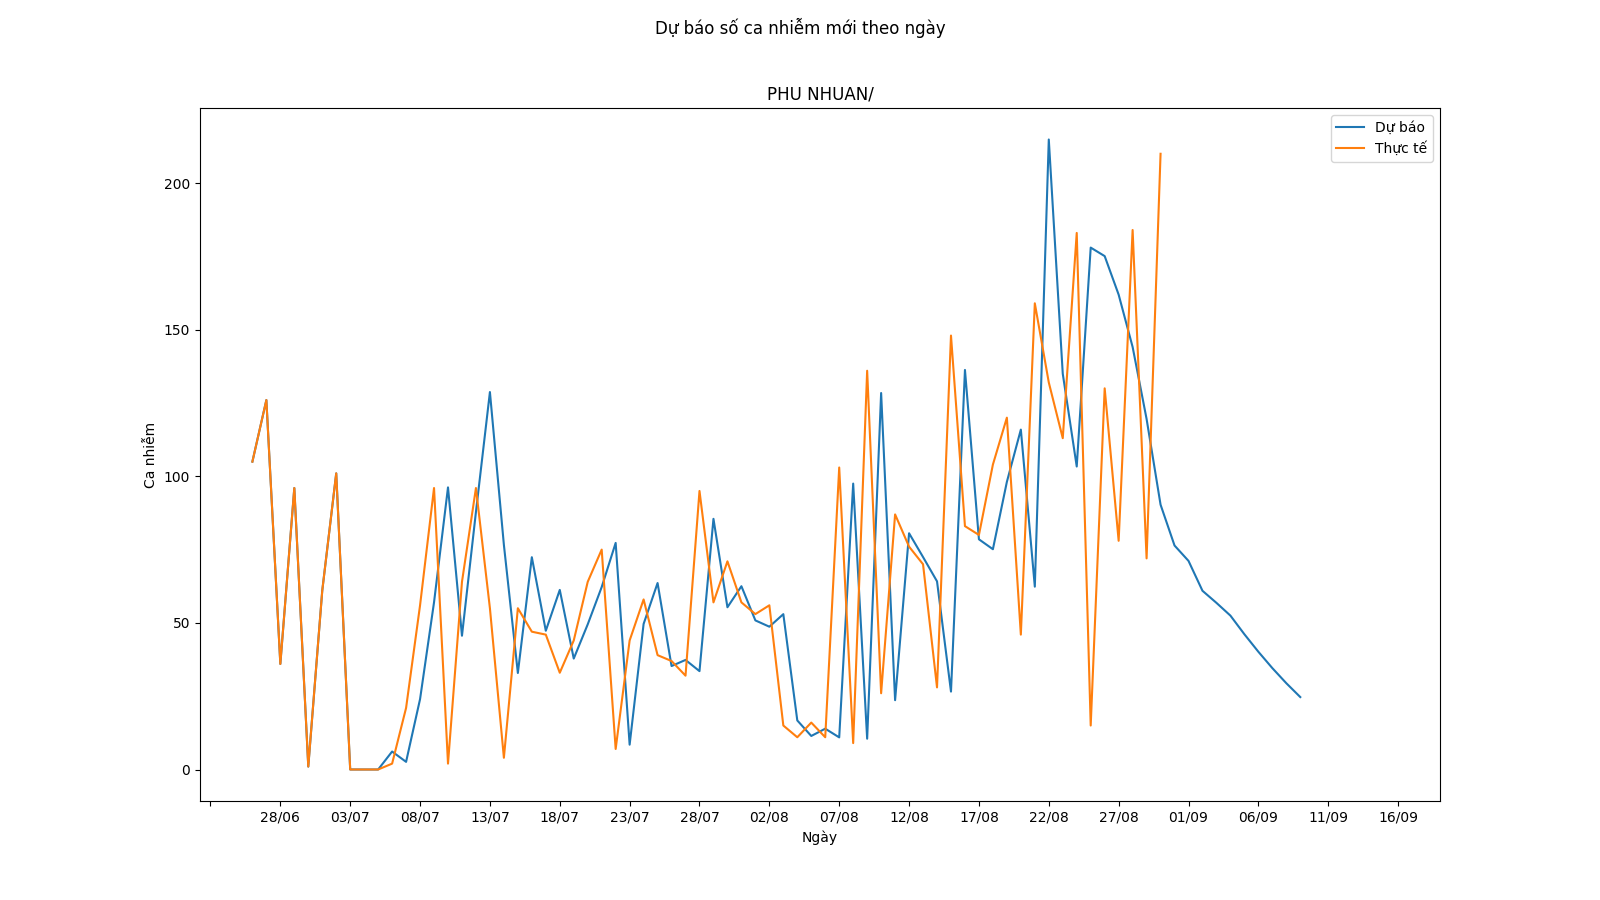 Dự báo số ca nhiễm mới theo ngày
PHU NHUAN/
Dự báo
Thực tế
Ca nhiễm
200
150
100
50
0
28/06 03/07 08/07 13/07 18/07 23/07 28/07 02/08 07/08 12/08 17/08 22/08 27/08 01/09 06/09 11/09 16/09
Ngày